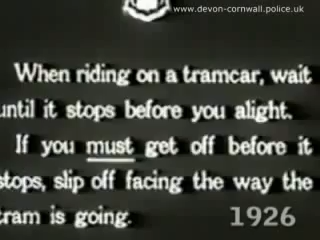 www.devon-cornwall.police.uk
When riding on a tramcar, wait
until it stops before you alight.
If you must get off before it
stops, slip off facing the way the
tram is going.
1926